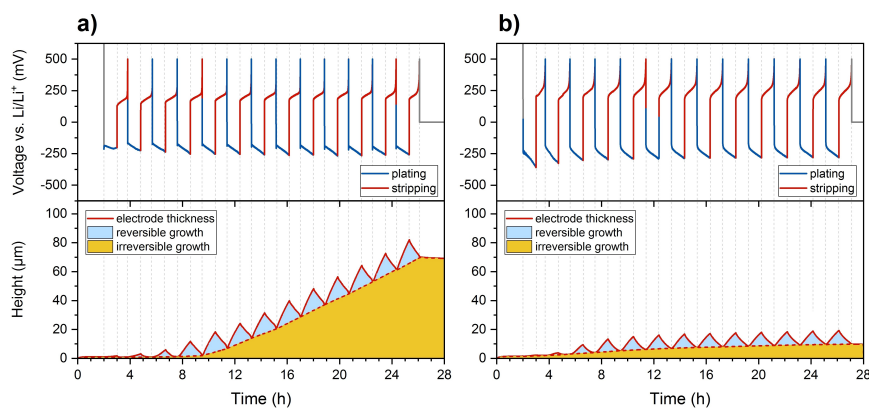 a)
b)
Voltage vs. Li/Li⁺ (mV)
500
250
0
-250
-500
plating
stripping
500
250
0
-250
-500
plating
stripping
Height (µm)
100
80
60
40
20
0
electrode thickness
reversible growth
irreversible growth
0 4 8 12 16 20 24 28
Time (h)
100
80
60
40
20
0
electrode thickness
reversible growth
irreversible growth
0 4 8 12 16 20 24 28
Time (h)